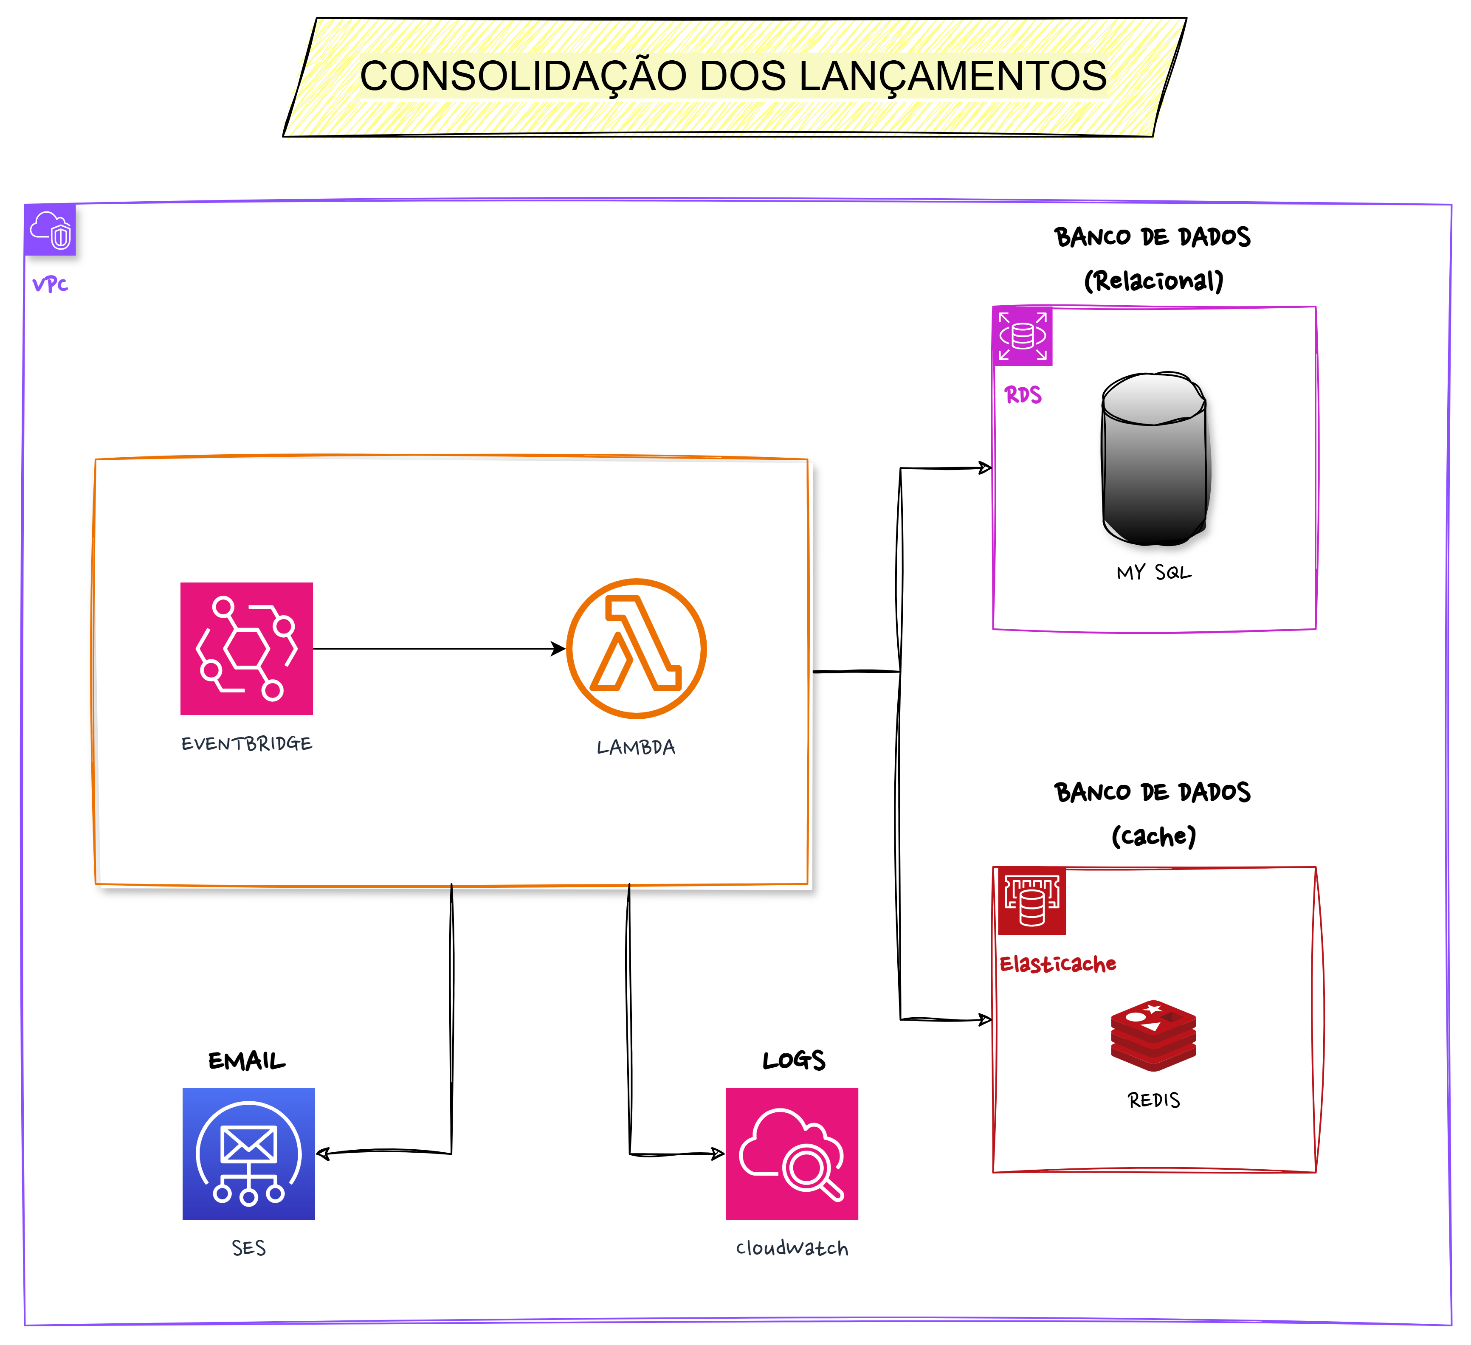 CONSOLIDAÇÃO DOS LANÇAMENTOS
VPC
BANCO DE DADOS
(Relacional)
RDS
MY SQL
EVENTBRIDGE
LAMBDA
BANCO DE DADOS
(Cache)
Elasticache
REDIS
EMAIL
SES
LOGS
CloudWatch